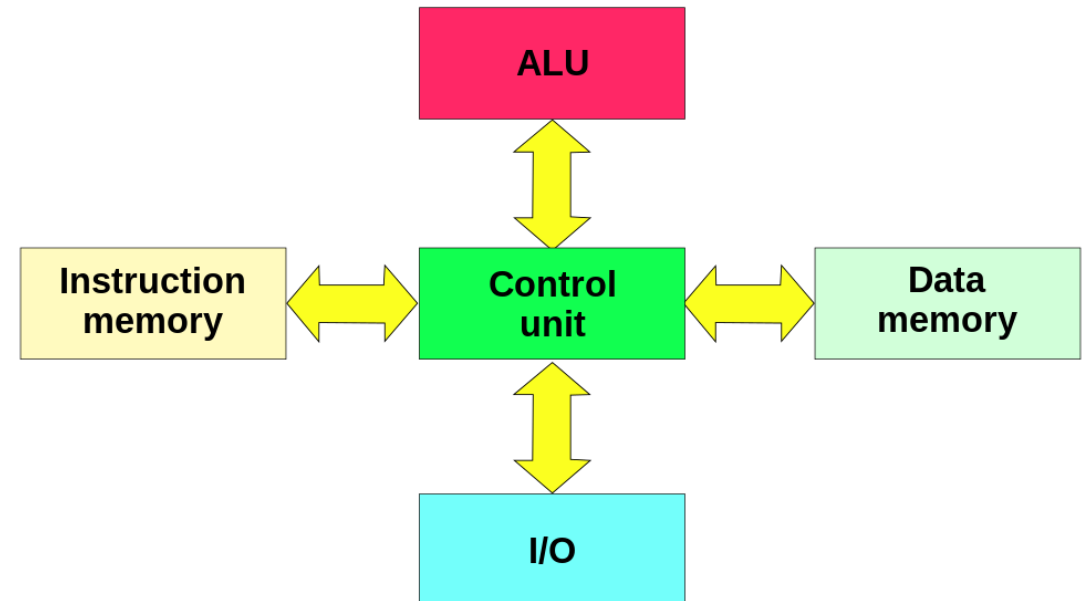 ALU
Instruction
memory
Control
unit
Data
memory
I/O